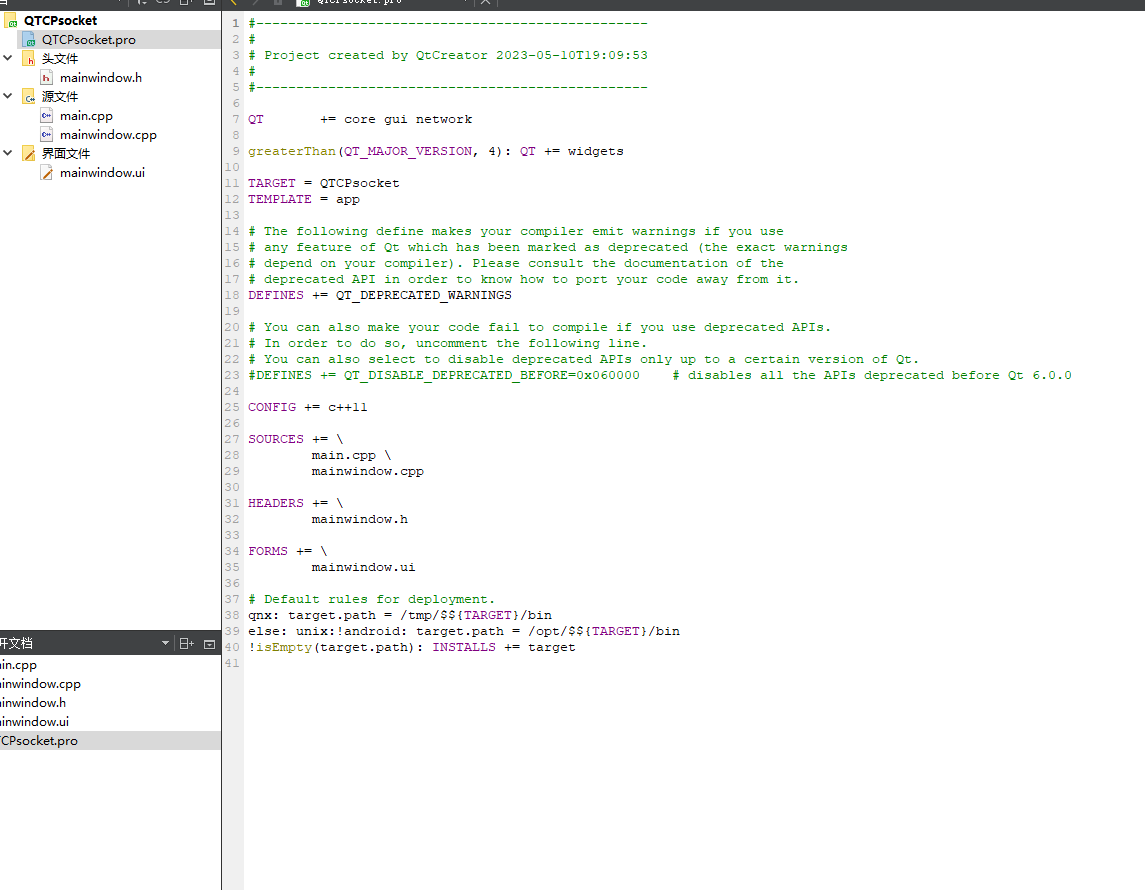 QTCPsocket
QTCPsocket.pro
头文件
mainwindow.h
源文件
main.cpp
mainwindow.cpp
界面文件
mainwindow.ui
开文档
in.cpp
inwindow.cpp
inwindow.h
inwindow.ui
CPsocket.pro
1 #-------------------------------------------------
2 #
3 # Project created by QtCreator 2023-05-10T19:09:53
4 #
5 #-------------------------------------------------
6
7 QT       += core gui network
8
9 greaterThan(QT_MAJOR_VERSION, 4): QT += widgets
10
11 TARGET = QTCPsocket
12 TEMPLATE = app
13
14 # The following define makes your compiler emit warnings if you use
15 # any feature of Qt which has been marked as deprecated (the exact warnings
16 # depend on your compiler). Please consult the documentation of the
17 # deprecated API in order to know how to port your code away from it.
18 DEFINES += QT_DEPRECATED_WARNINGS
19
20 # You can also make your code fail to compile if you use deprecated APIs.
21 # In order to do so, uncomment the following line.
22 # You can also select to disable deprecated APIs only up to a certain version of Qt.
23 #DEFINES += QT_DISABLE_DEPRECATED_BEFORE=0x060000    # disables all the APIs deprecated before Qt 6.0.0
24
25 CONFIG += c++11
26
27 SOURCES += \
28         main.cpp \
29         mainwindow.cpp
30
31 HEADERS += \
32         mainwindow.h
33
34 FORMS += \
35         mainwindow.ui
36
37 # Default rules for deployment.
38 qnx: target.path = /tmp/$${TARGET}/bin
39 else: unix:!android: target.path = /opt/$${TARGET}/bin
40 !isEmpty(target.path): INSTALLS += target
41